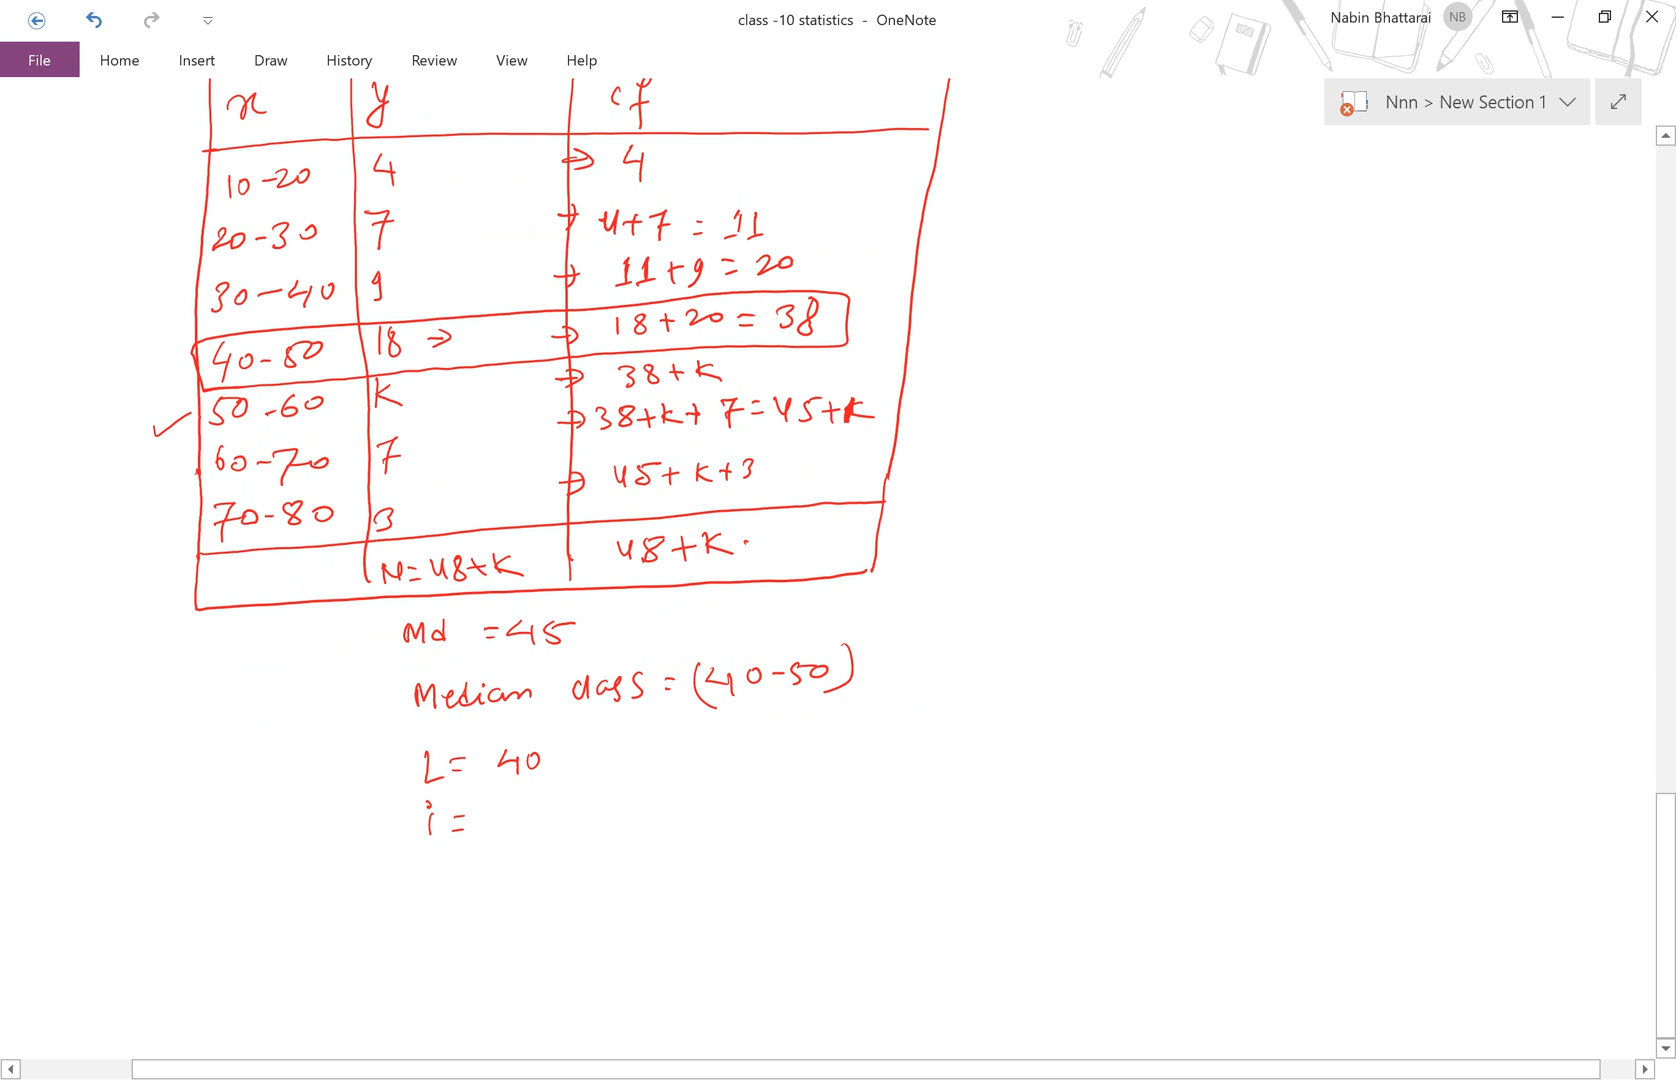 class -10 statistics - OneNote
Nabin Bhattarai NB
File Home Insert Draw History Review View Help
Nnn > New Section 1
x y cf
10-20 4 → 4
20-30 7 → 4+7 = 11
30-40 9 → 11+9 = 20
40-50 18 → → 18+20 = 38
50-60 K → 38+K
60-70 7 → 38+K+7=45+K
70-80 3 → 45+K+3
N=48+K 48+K.
Md =45
Median class = (40-50)
L= 40
i =